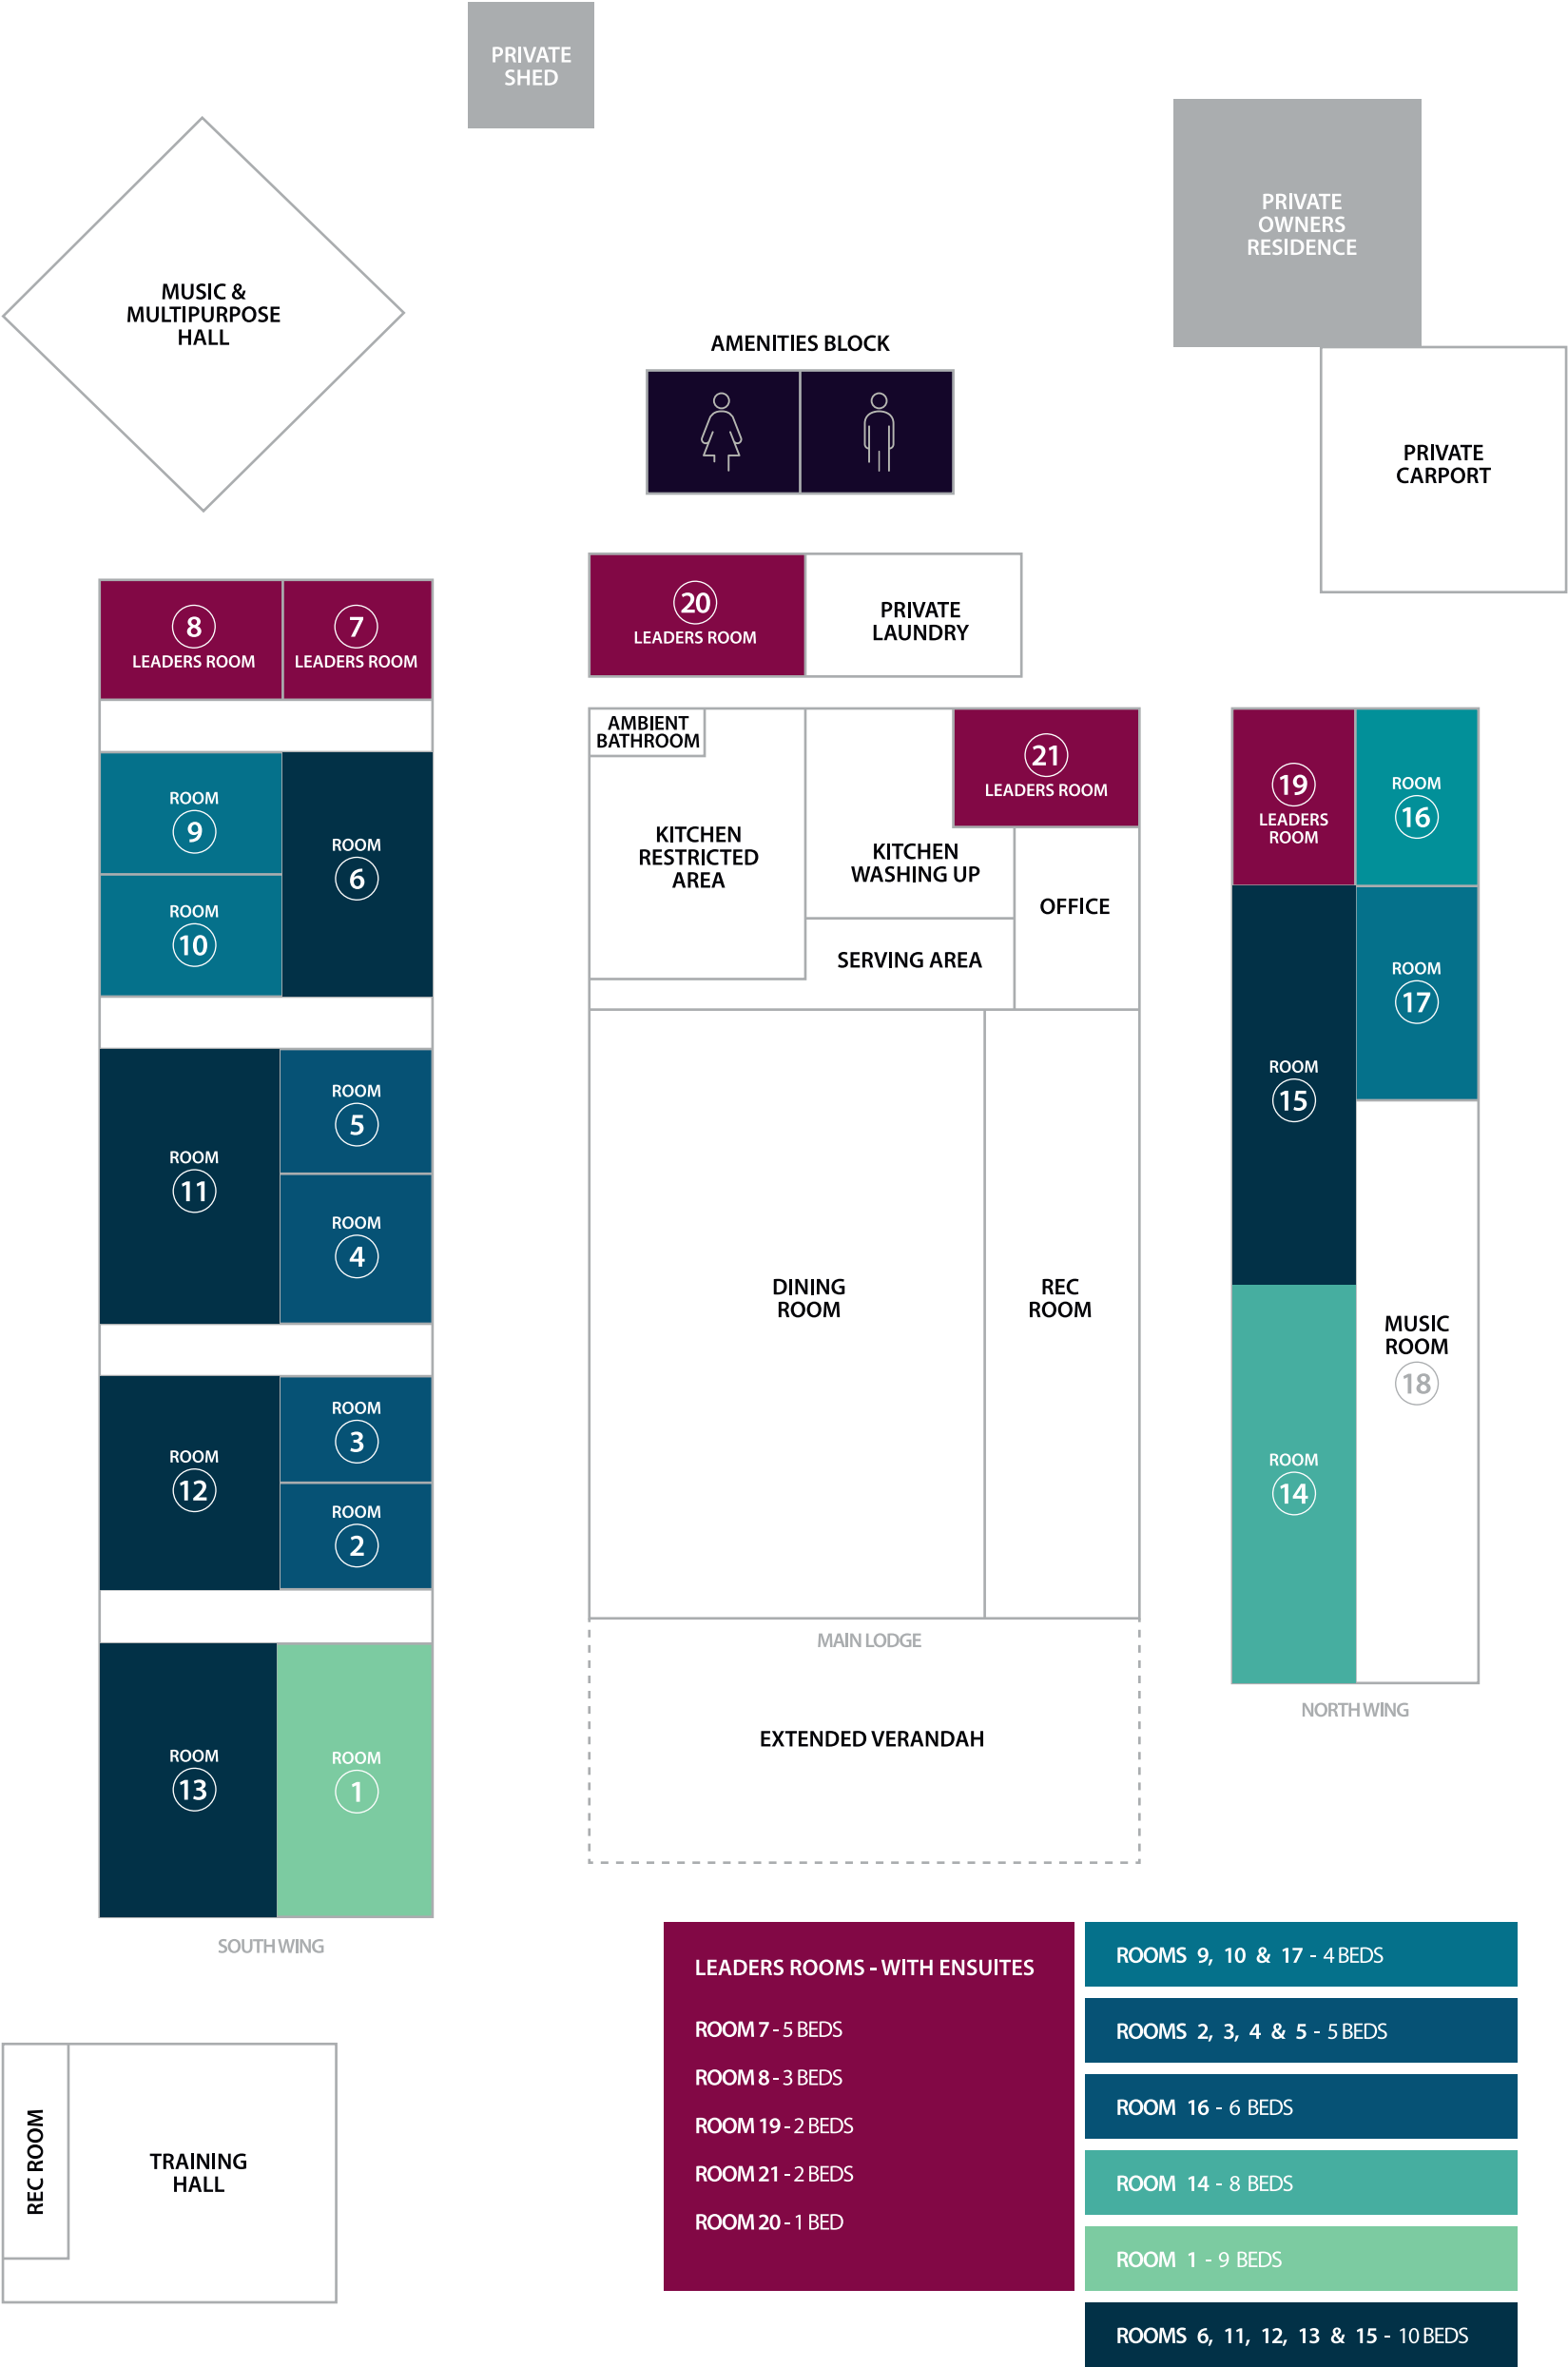 PRIVATE
SHED
PRIVATE
OWNERS
RESIDENCE
MUSIC &
MULTIPURPOSE
HALL
AMENITIES BLOCK
PRIVATE
CARPORT
8
LEADERS ROOM
7
LEADERS ROOM
20
LEADERS ROOM
PRIVATE
LAUNDRY
AMBIENT
BATHROOM
21
LEADERS ROOM
19
LEADERS
ROOM
ROOM
16
ROOM
9
ROOM
6
KITCHEN
RESTRICTED
AREA
KITCHEN
WASHING UP
OFFICE
ROOM
10
SERVING AREA
ROOM
17
ROOM
5
ROOM
15
ROOM
11
ROOM
4
DINING
ROOM
REC
ROOM
MUSIC
ROOM
18
ROOM
3
ROOM
12
ROOM
14
ROOM
2
MAIN LODGE
NORTH WING
EXTENDED VERANDAH
ROOM
13
ROOM
1
SOUTH WING
LEADERS ROOMS - WITH ENSUITES
ROOM 7 - 5 BEDS
ROOM 8 - 3 BEDS
ROOM 19 - 2 BEDS
ROOM 21 - 2 BEDS
ROOM 20 - 1 BED
ROOMS 9, 10 & 17 - 4 BEDS
ROOMS 2, 3, 4 & 5 - 5 BEDS
ROOM 16 - 6 BEDS
ROOM 14 - 8 BEDS
ROOM 1 - 9 BEDS
ROOMS 6, 11, 12, 13 & 15 - 10 BEDS
REC ROOM
TRAINING
HALL